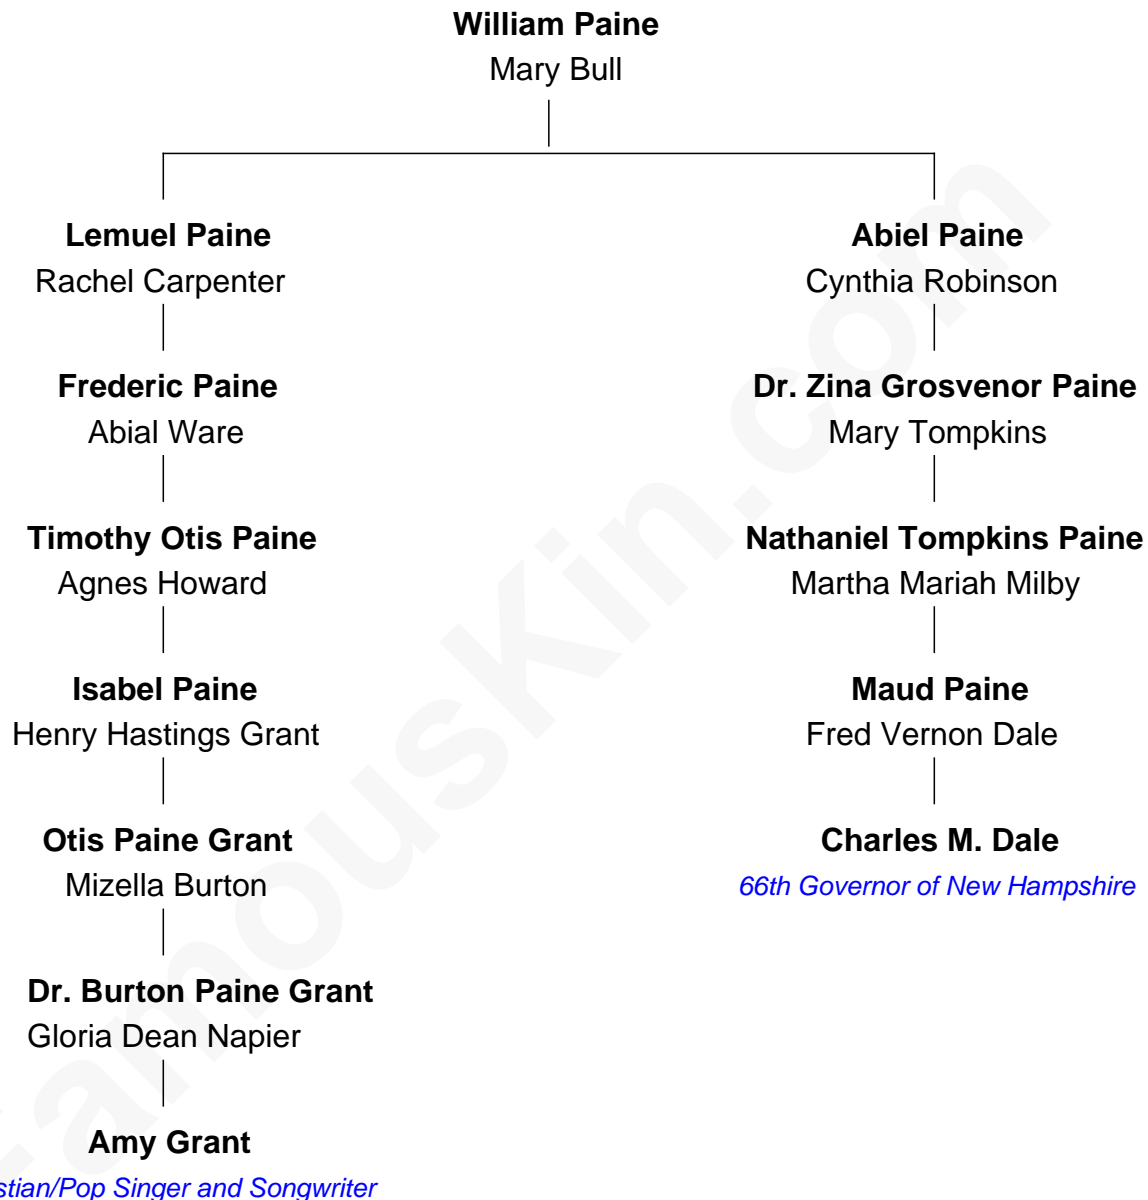 William Paine
Mary Bull
Lemuel Paine
Rachel Carpenter
Abiel Paine
Cynthia Robinson
Frederic Paine
Abial Ware
Dr. Zina Grosvenor Paine
Mary Tompkins
Timothy Otis Paine
Agnes Howard
Nathaniel Tompkins Paine
Martha Mariah Milby
Isabel Paine
Henry Hastings Grant
Maud Paine
Fred Vernon Dale
Otis Paine Grant
Mizella Burton
Charles M. Dale
66th Governor of New Hampshire
Dr. Burton Paine Grant
Gloria Dean Napier
Amy Grant
stian/Pop Singer and Songwriter
FamousKin.com